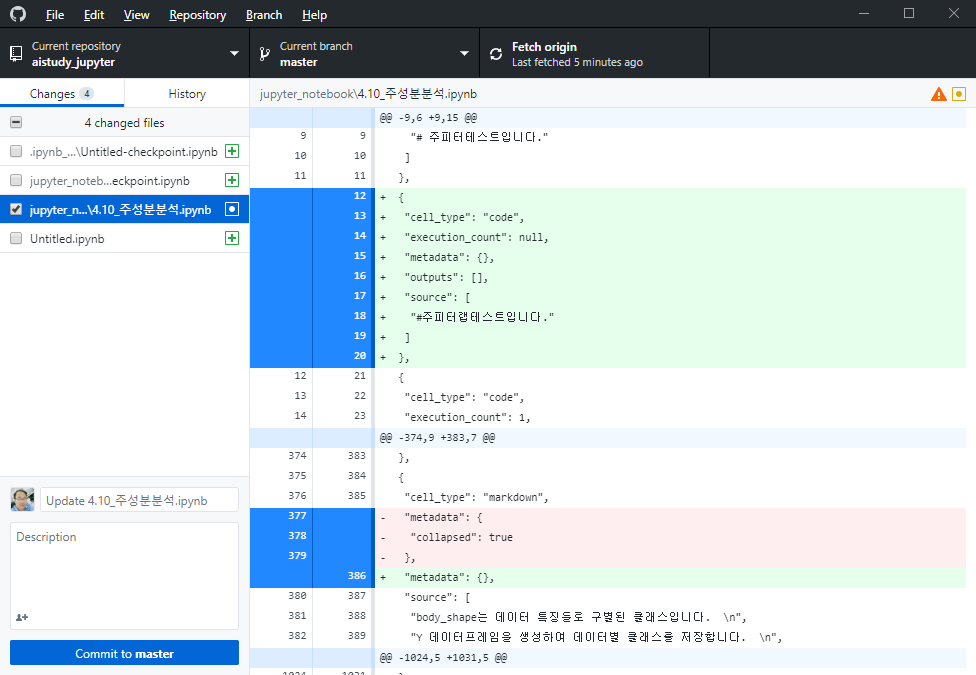 File Edit View Repository Branch Help
Current repository
aistudy_jupyter
Current branch
master
Fetch origin
Last fetched 5 minutes ago
Changes 4 History
4 changed files
.ipynb_...\Untitled-checkpoint.ipynb
jupyter_noteb...eckpoint.ipynb
jupyter_n...\4.10_주성분분석.ipynb
Untitled.ipynb
Update 4.10_주성분분석.ipynb
Description
Commit to master
jupyter_notebook\4.10_주성분분석.ipynb
@@ -9,6 +9,15 @@
9 9 "# 주피터테스트입니다."
10 10 ]
11 11 },
12 + {
13 + "cell_type": "code",
14 + "execution_count": null,
15 + "metadata": {},
16 + "outputs": [],
17 + "source": [
18 + "#주피터랩테스트입니다."
19 + ]
20 + },
12 21 {
13 22 "cell_type": "code",
14 23 "execution_count": 1,
@@ -374,9 +383,7 @@
374 383 },
375 384 {
376 385 "cell_type": "markdown",
377 - "metadata": {
378 - "collapsed": true
379 - },
386 + "metadata": {},
380 387 "source": [
381 388 "body_shape는 데이터 특징들로 구별된 클래스입니다. \n",
382 389 "Y 데이터프레임을 생성하여 데이터별 클래스를 저장합니다. \n",
@@ -1024,5 +1031,5 @@